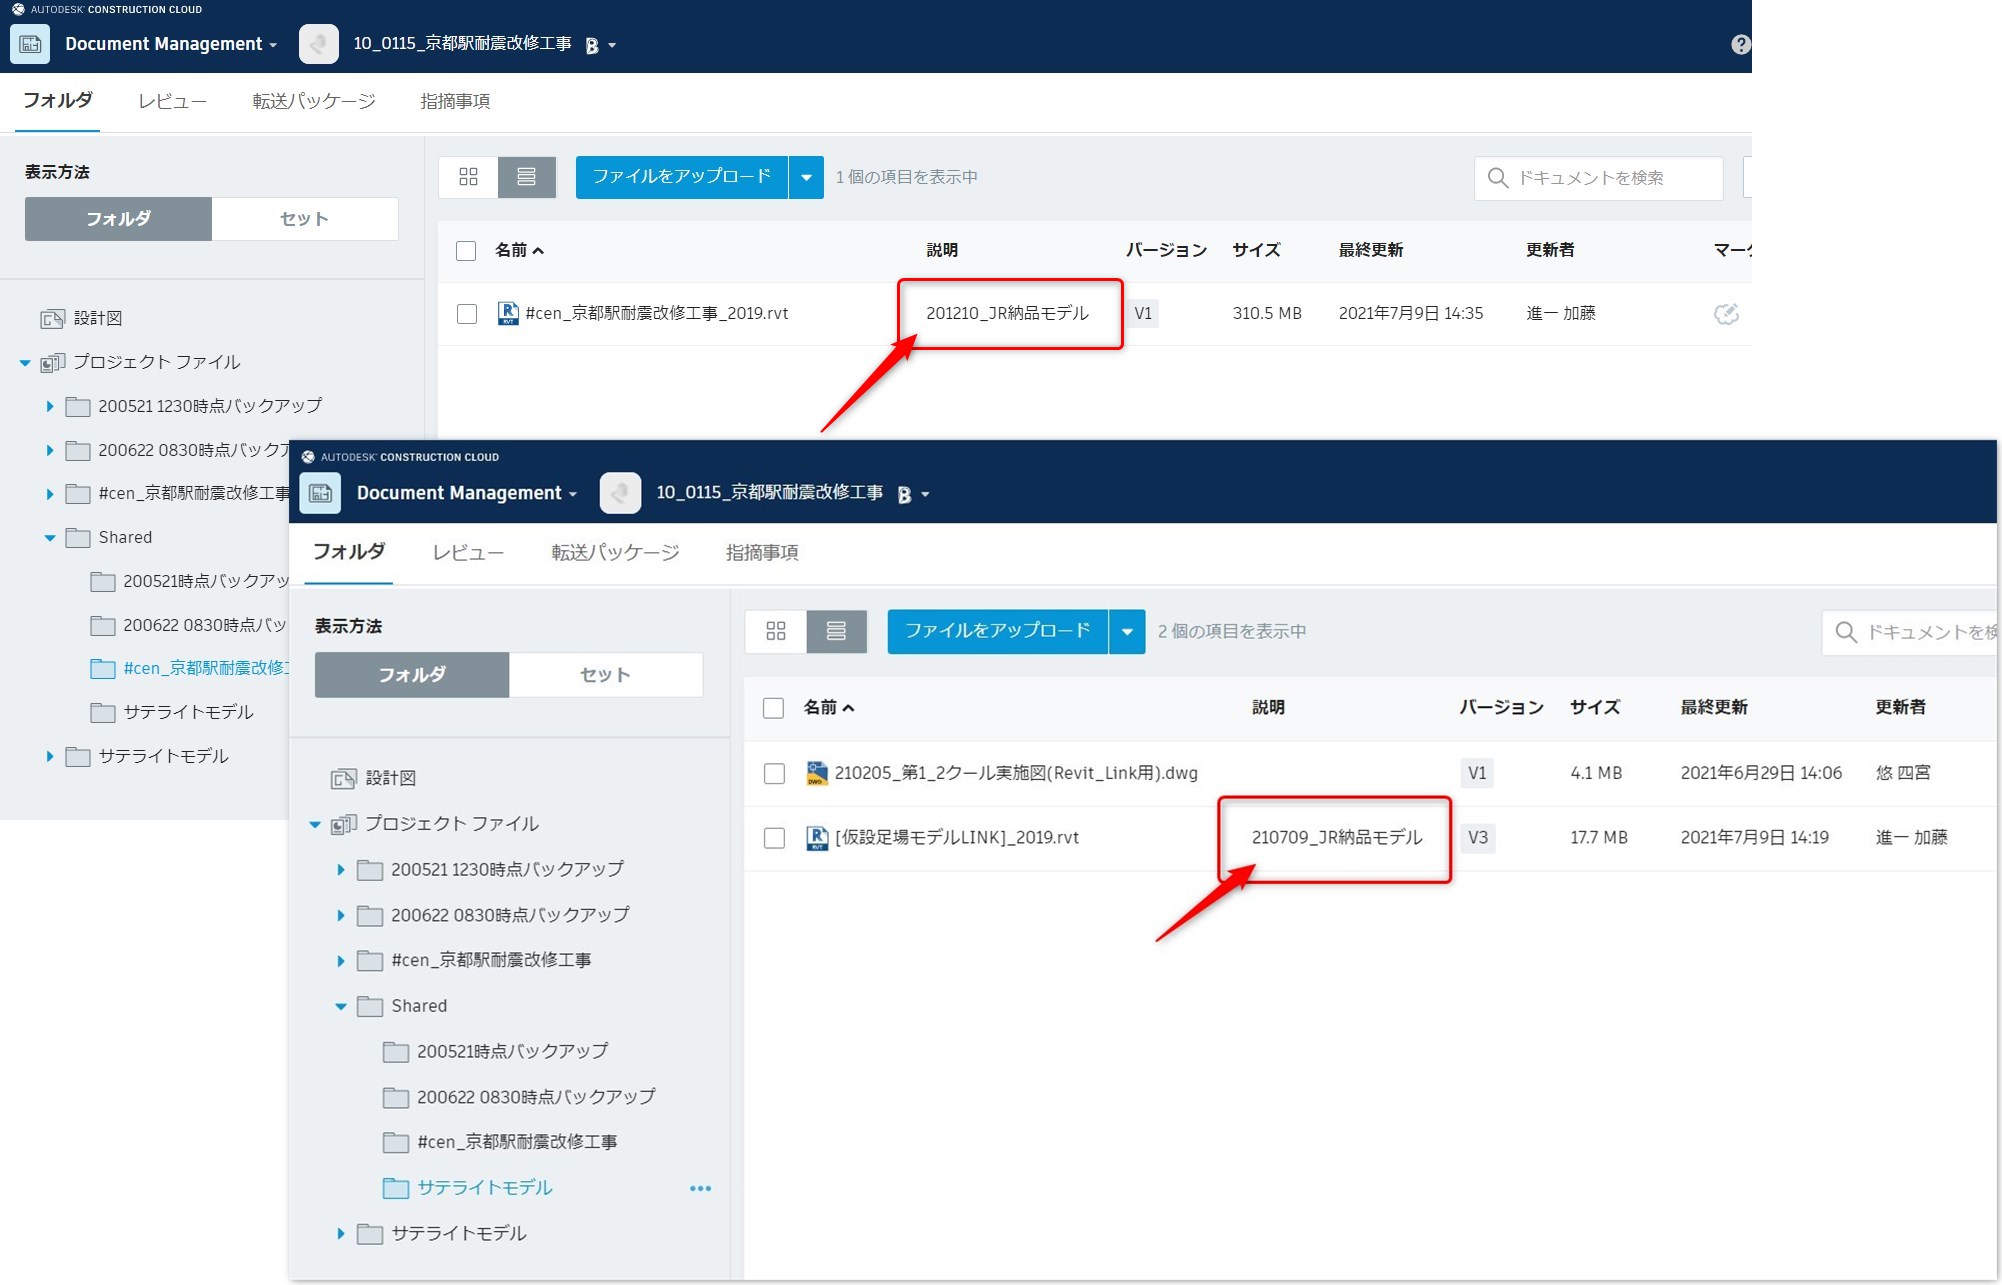 AUTODESK® CONSTRUCTION CLOUD
Document Management
10_0115_京都駅耐震改修工事
B
フォルダ レビュー 転送パッケージ 指摘事項
表示方法
フォルダ セット
ファイルをアップロード
1 個の項目を表示中
ドキュメントを検索
名前 説明 バージョン サイズ 最終更新 更新者 マーク
#cen_京都駅耐震改修工事_2019.rvt 201210_JR納品モデル V1 310.5 MB 2021年7月9日 14:35 進一 加藤
設計図
プロジェクト ファイル
200521 1230時点バックアップ
200622 0830時点バックア
#cen_京都駅耐震改修工事
Shared
200521時点バックアッ
200622 0830時点バッ
#cen_京都駅耐震改修工
サテライトモデル
サテライトモデル
AUTODESK® CONSTRUCTION CLOUD
Document Management
10_0115_京都駅耐震改修工事
B
フォルダ レビュー 転送パッケージ 指摘事項
表示方法
フォルダ セット
ファイルをアップロード
2 個の項目を表示中
ドキュメントを検
名前 説明 バージョン サイズ 最終更新 更新者
210205_第1_2クール実施図(Revit_Link用).dwg V1 4.1 MB 2021年6月29日 14:06 悠 四宮
[仮設足場モデルLINK]_2019.rvt 210709_JR納品モデル V3 17.7 MB 2021年7月9日 14:19 進一 加藤
設計図
プロジェクト ファイル
200521 1230時点バックアップ
200622 0830時点バックアップ
#cen_京都駅耐震改修工事
Shared
200521時点バックアップ
200622 0830時点バックアップ
#cen_京都駅耐震改修工事
サテライトモデル
サテライトモデル